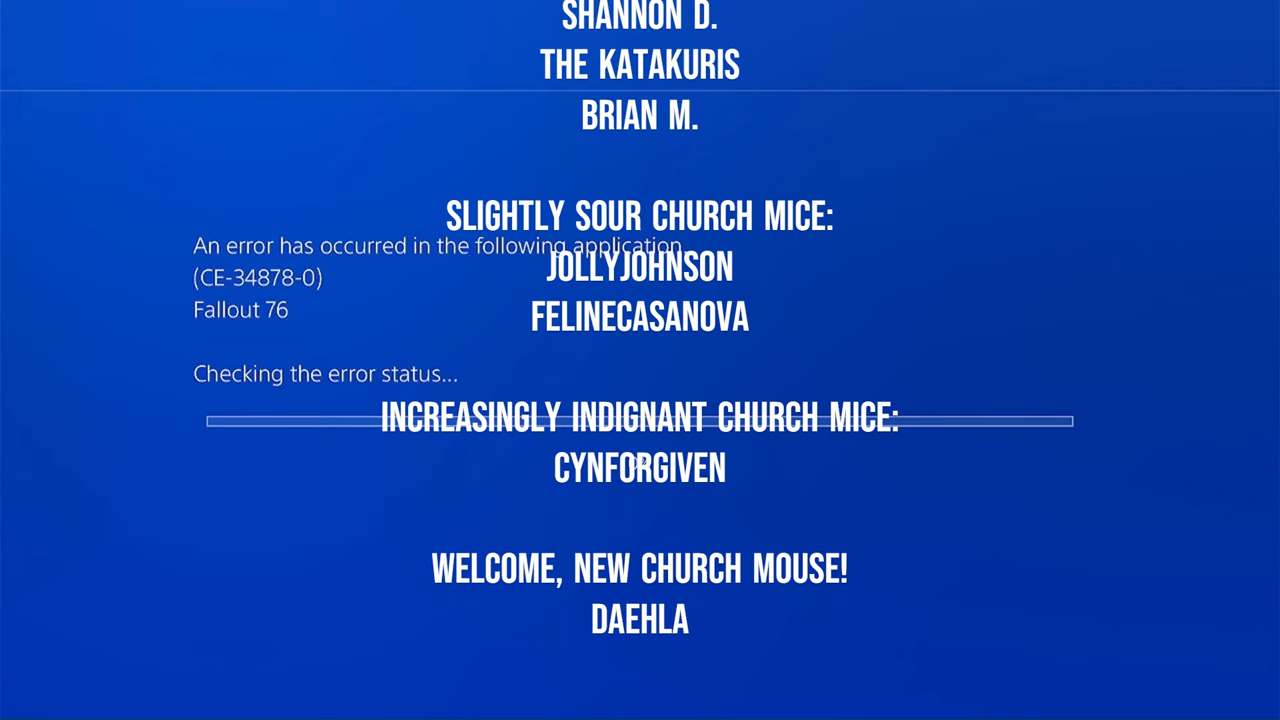 SHANNON D.
THE KATAKURIS
BRIAN M.
SLIGHTLY SOUR CHURCH MICE:
An error has occurred in the following application.
JOLLYJOHNSON
(CE-34878-0)
Fallout 76
FELINECASANOVA
Checking the error status...
INCREASINGLY INDIGNANT CHURCH MICE:
CYNFORGIVEN
WELCOME, NEW CHURCH MOUSE!
DAEHLA